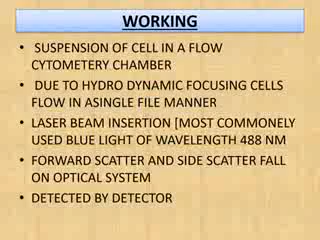 WORKING
• SUSPENSION OF CELL IN A FLOW
CYTOMETERY CHAMBER
• DUE TO HYDRO DYNAMIC FOCUSING CELLS
FLOW IN ASINGLE FILE MANNER
• LASER BEAM INSERTION [MOST COMMONELY
USED BLUE LIGHT OF WAVELENGTH 488 NM
• FORWARD SCATTER AND SIDE SCATTER FALL
ON OPTICAL SYSTEM
• DETECTED BY DETECTOR